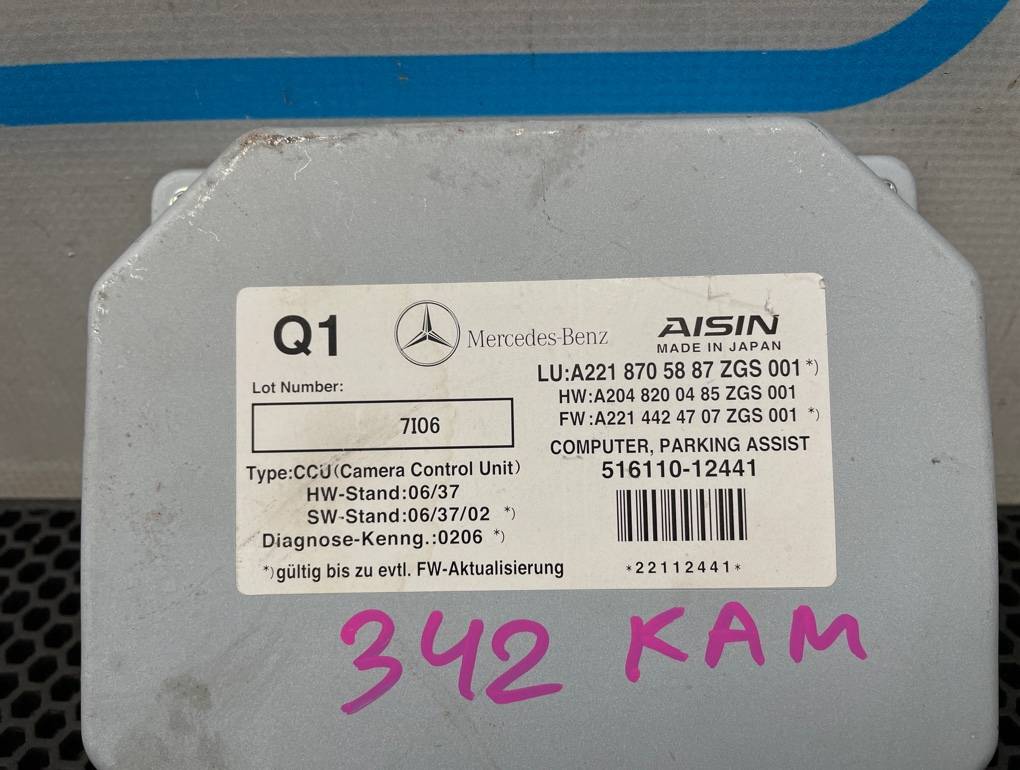 Q1
Mercedes-Benz
AISIN
MADE IN JAPAN
LU:A221 870 58 87 ZGS 001 *)
HW:A204 820 04 85 ZGS 001
FW:A221 442 47 07 ZGS 001 *)
COMPUTER, PARKING ASSIST
516110-12441
*22112441*
Lot Number:
7I06
Type:CCU(Camera Control Unit)
HW-Stand:06/37
SW-Stand:06/37/02 *)
Diagnose-Kenng.:0206 *)
*)gültig bis zu evtl. FW-Aktualisierung
342 KAM